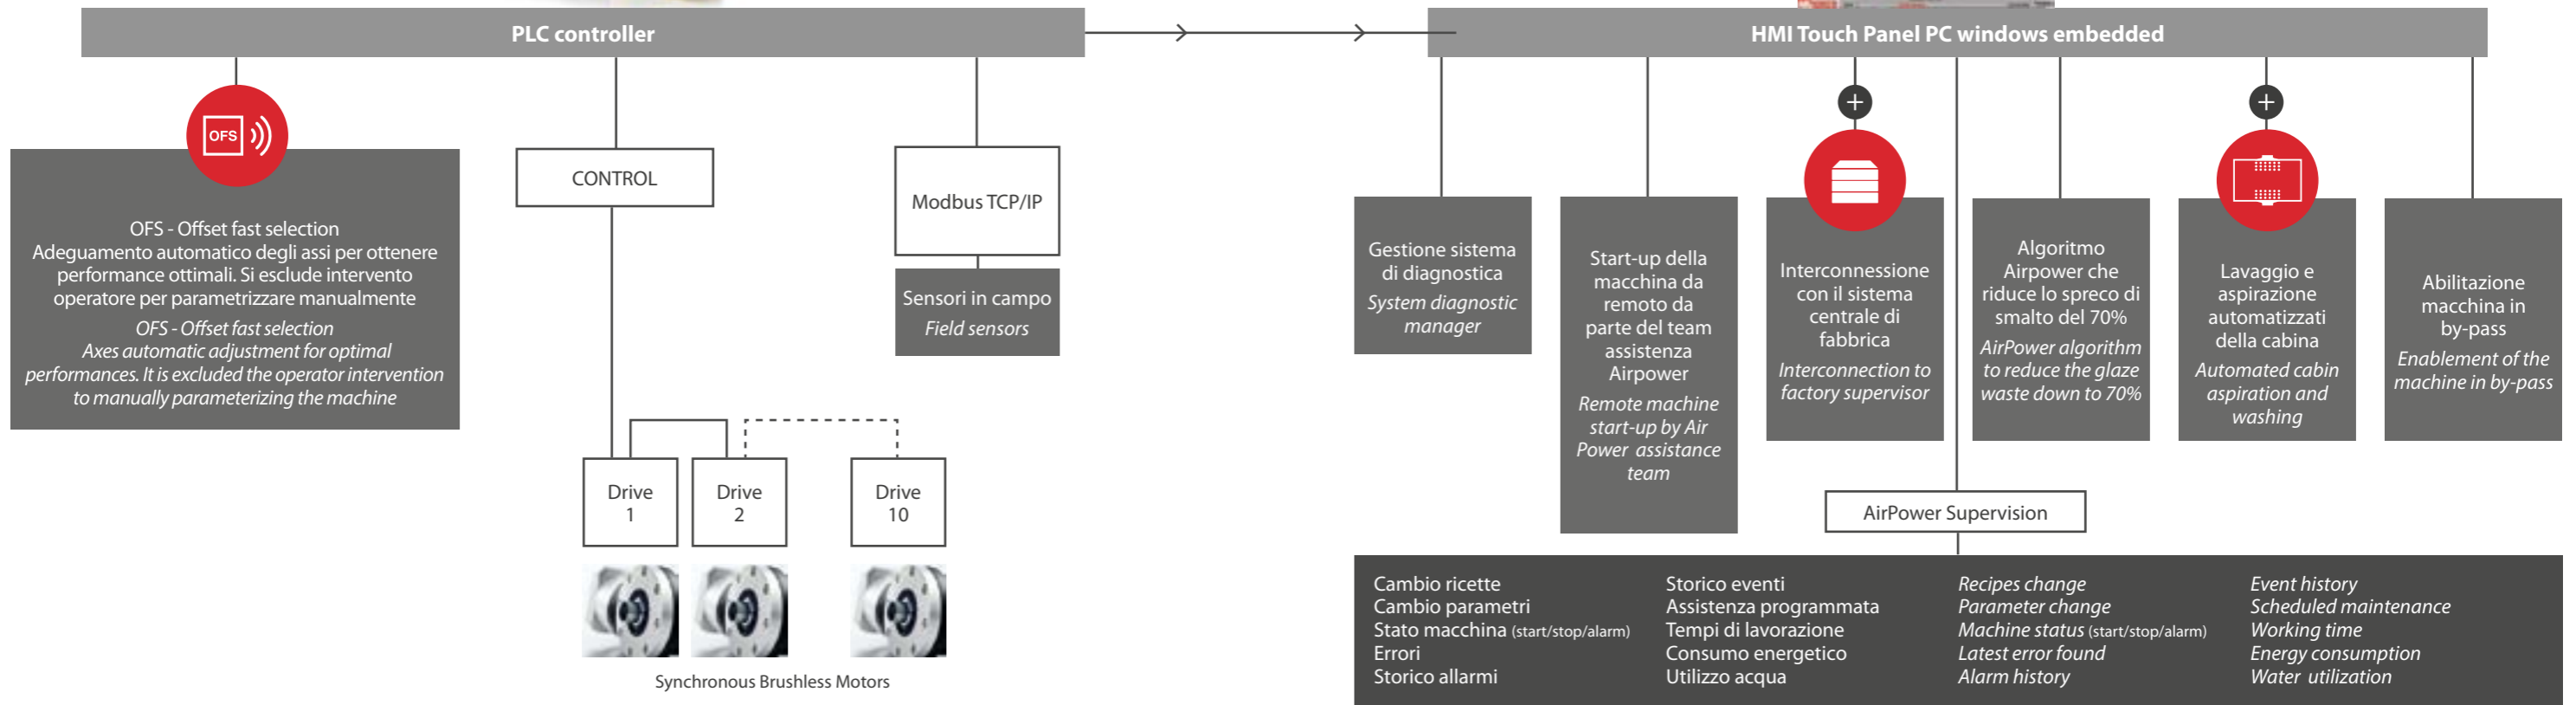 PLC controller
HMI Touch Panel PC windows embedded
OFS
OFS - Offset fast selection
Adeguamento automatico degli assi per ottenere
performance ottimali. Si esclude intervento
operatore per parametrizzare manualmente
OFS - Offset fast selection
Axes automatic adjustment for optimal
performances. It is excluded the operator intervention
to manually parameterizing the machine
CONTROL
Modbus TCP/IP
Sensori in campo
Field sensors
Drive
1
Drive
2
Drive
10
Synchronous Brushless Motors
Gestione sistema
di diagnostica
System diagnostic
manager
Start-up della
macchina da
remoto da
parte del team
assistenza
Airpower
Remote machine
start-up by Air
Power assistance
team
+
Interconnessione
con il sistema
centrale di
fabbrica
Interconnection to
factory supervisor
Algoritmo
Airpower che
riduce lo spreco di
smalto del 70%
AirPower algorithm
to reduce the glaze
waste down to 70%
+
Lavaggio e
aspirazione
automatizzati
della cabina
Automated cabin
aspiration and
washing
Abilitazione
macchina in
by-pass
Enablement of the
machine in by-pass
AirPower Supervision
Cambio ricette
Cambio parametri
Stato macchina (start/stop/alarm)
Errori
Storico allarmi
Storico eventi
Assistenza programmata
Tempi di lavorazione
Consumo energetico
Utilizzo acqua
Recipes change
Parameter change
Machine status (start/stop/alarm)
Latest error found
Alarm history
Event history
Scheduled maintenance
Working time
Energy consumption
Water utilization